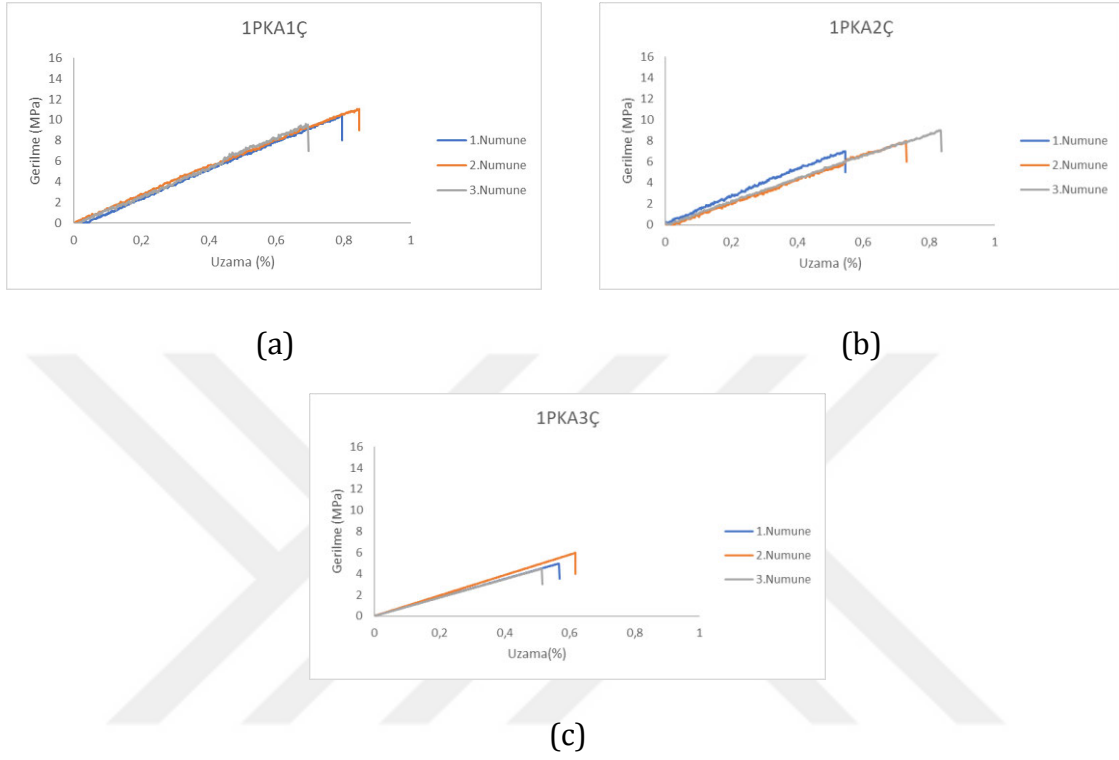 1PKA1Ç
Gerilme (MPa)
16
14
12
10
8
6
4
2
0
0 0,2 0,4 0,6 0,8 1
Uzama (%)
1.Numune
2.Numune
3.Numune
(a)
1PKA2Ç
Gerilme (MPa)
16
14
12
10
8
6
4
2
0
0 0,2 0,4 0,6 0,8 1
Uzama (%)
1.Numune
2.Numune
3.Numune
(b)
1PKA3Ç
Gerilme (MPa)
16
14
12
10
8
6
4
2
0
0 0,2 0,4 0,6 0,8 1
Uzama(%)
1.Numune
2.Numune
3.Numune
(c)